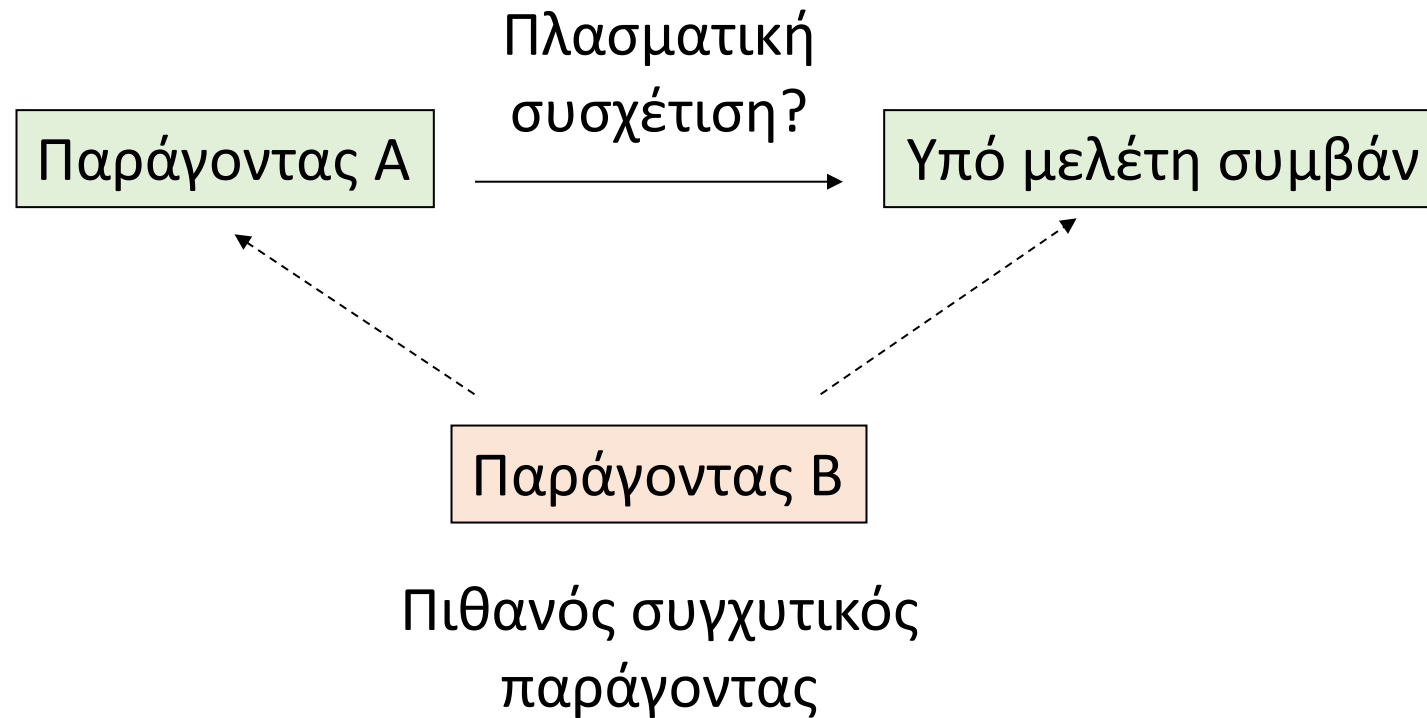 Πλασματική
συσχέτιση?
Παράγοντας Α
Υπό μελέτη συμβάν
Παράγοντας Β
Πιθανός συγχυτικός
παράγοντας